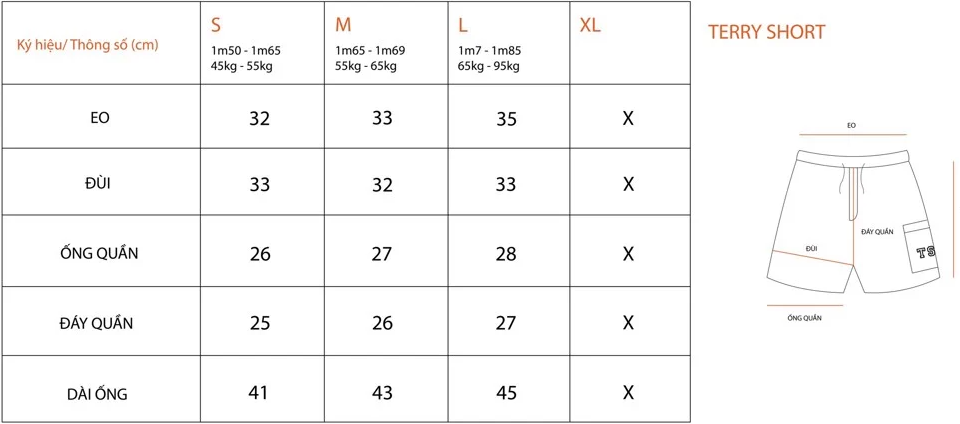 Ký hiệu/ Thông số (cm) S M L XL
1m50 - 1m65 1m65 - 1m69 1m7 - 1m85
45kg - 55kg 55kg - 65kg 65kg - 95kg
EO 32 33 35 X
ĐÙI 33 32 33 X
ỐNG QUẦN 26 27 28 X
ĐÁY QUẦN 25 26 27 X
DÀI ỐNG 41 43 45 X
TERRY SHORT
EO
ĐÁY QUẦN
ĐÙI
TS
ỐNG QUẦN